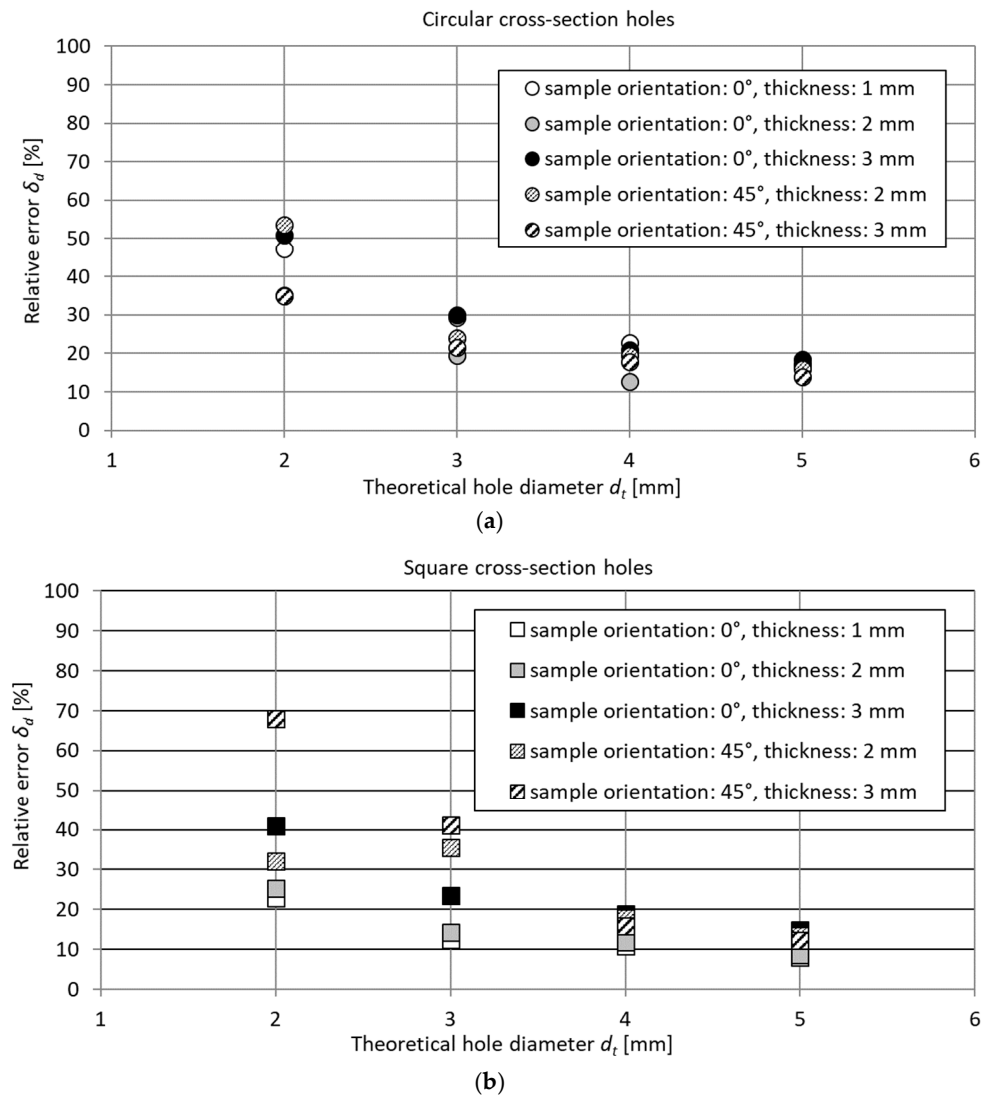 Circular cross-section holes
100
90
80
70
60
50
40
30
20
10
0
Relative error δd [%]
sample orientation: 0°, thickness: 1 mm
sample orientation: 0°, thickness: 2 mm
sample orientation: 0°, thickness: 3 mm
sample orientation: 45°, thickness: 2 mm
sample orientation: 45°, thickness: 3 mm
1 2 3 4 5 6
Theoretical hole diameter dt [mm]
(a)
Square cross-section holes
100
90
80
70
60
50
40
30
20
10
0
Relative error δd [%]
sample orientation: 0°, thickness: 1 mm
sample orientation: 0°, thickness: 2 mm
sample orientation: 0°, thickness: 3 mm
sample orientation: 45°, thickness: 2 mm
sample orientation: 45°, thickness: 3 mm
1 2 3 4 5 6
Theoretical hole diameter dt [mm]
(b)